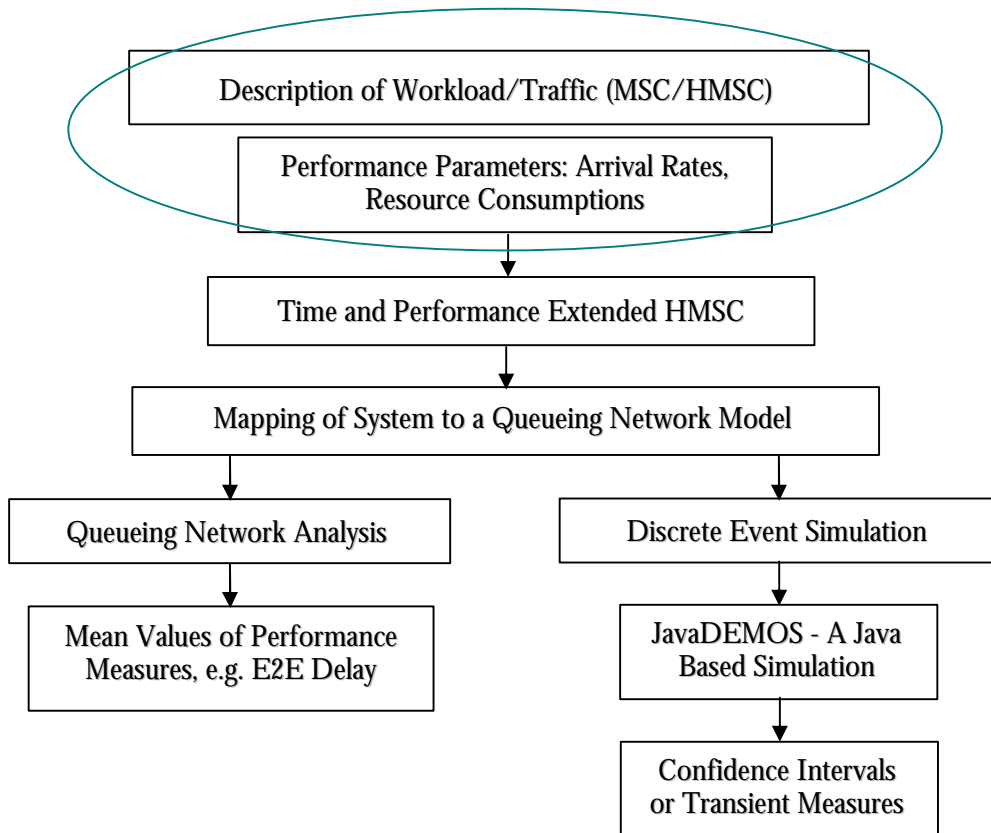 Description of Workload/Traffic (MSC/HMSC)
Performance Parameters: Arrival Rates,
Resource Consumptions
Time and Performance Extended HMSC
Mapping of System to a Queueing Network Model
Queueing Network Analysis
Discrete Event Simulation
Mean Values of Performance
Measures, e.g. E2E Delay
JavaDEMOS - A Java
Based Simulation
Confidence Intervals
or Transient Measures